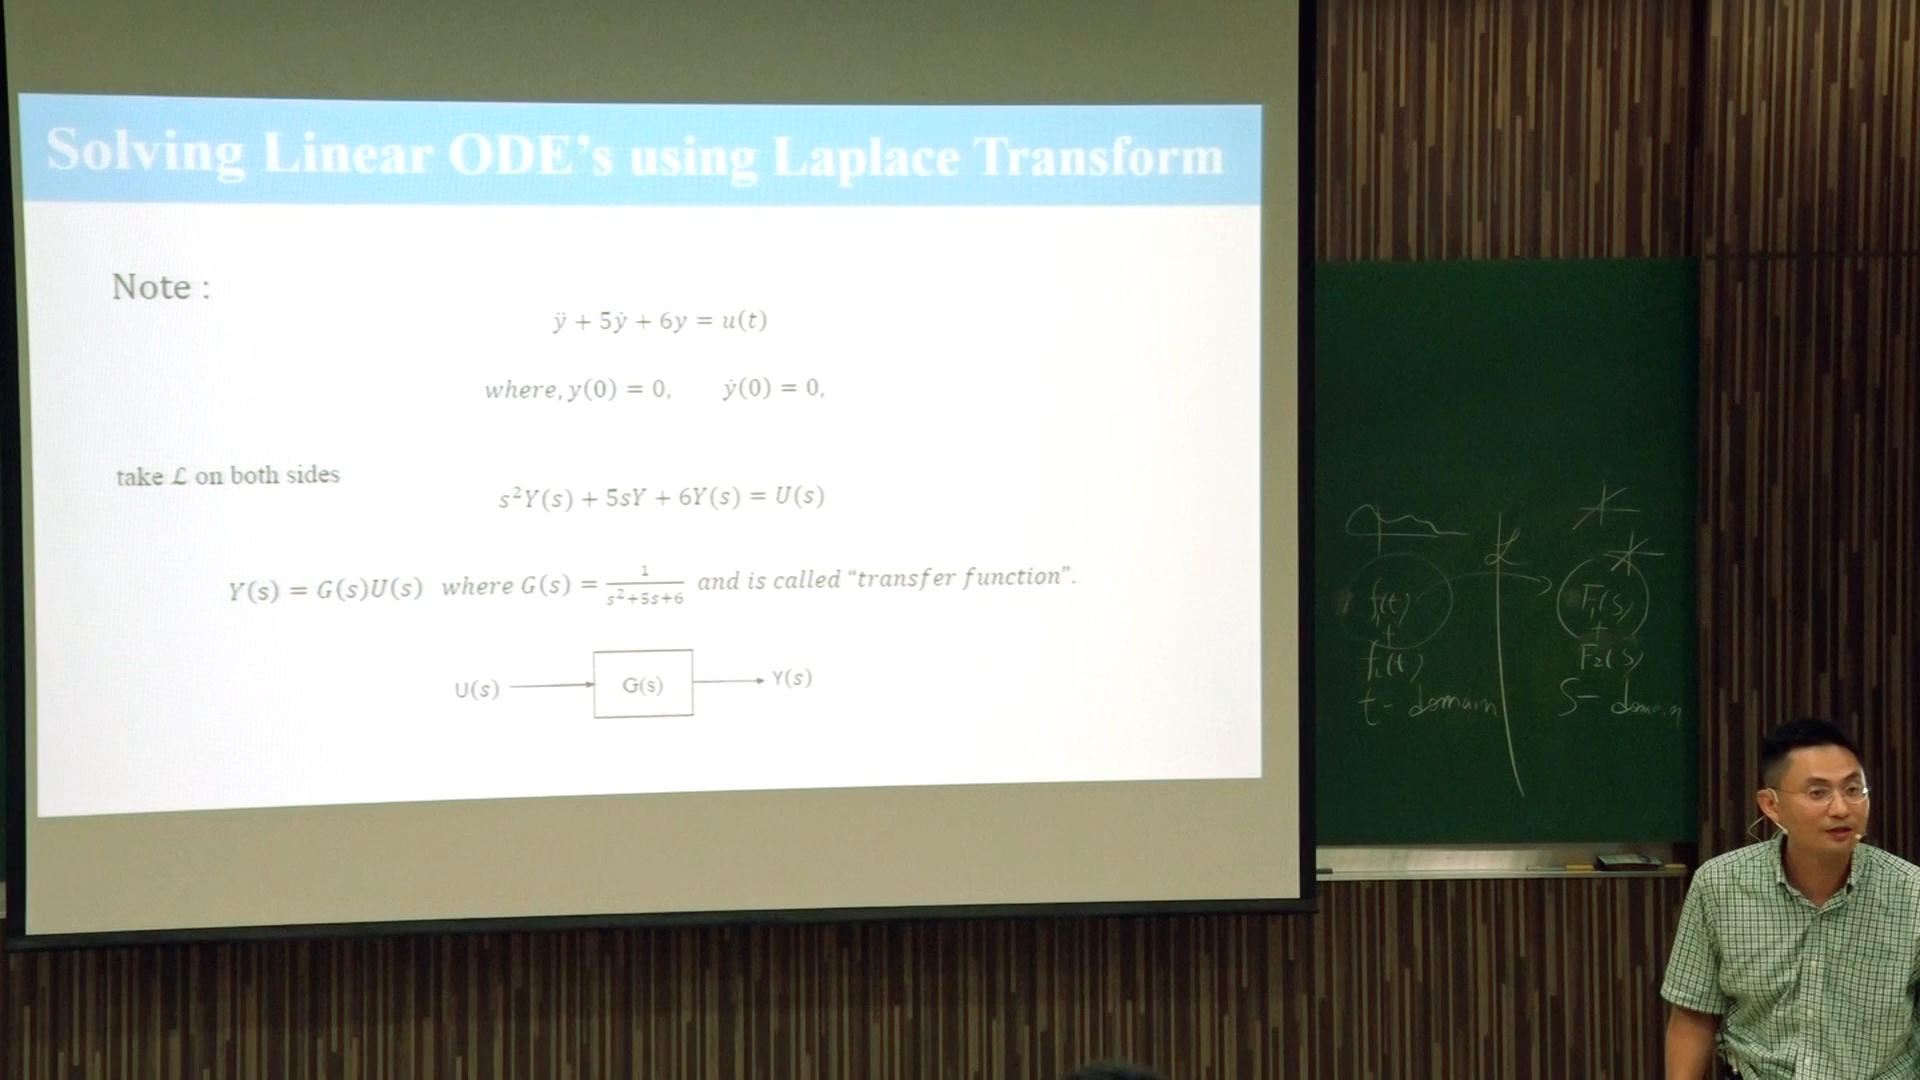 Solving Linear ODE's using Laplace Transform
Note :
ÿ + 5ẏ + 6y = u(t)
where, y(0) = 0, ẏ(0) = 0,
take ℒ on both sides
s²Y(s) + 5sY + 6Y(s) = U(s)
Y(s) = G(s)U(s) where G(s) = 1/(s²+5s+6) and is called "transfer function".
U(s) G(s) Y(s)
ℒ
f₁(t) F₁(s)
+ +
f₂(t) F₂(s)
t - domain S - domain